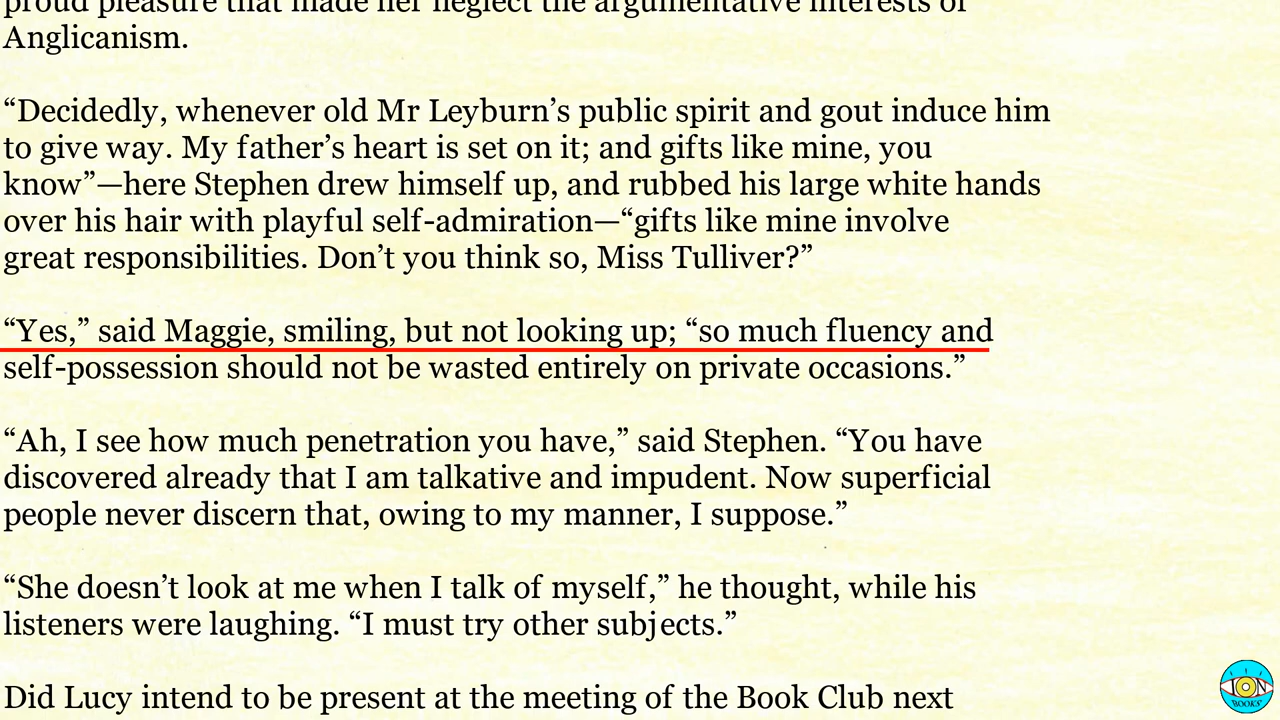 proud pleasure that made her neglect the argumentative interests of
Anglicanism.
“Decidedly, whenever old Mr Leyburn’s public spirit and gout induce him
to give way. My father’s heart is set on it; and gifts like mine, you
know”—here Stephen drew himself up, and rubbed his large white hands
over his hair with playful self-admiration—“gifts like mine involve
great responsibilities. Don’t you think so, Miss Tulliver?”
“Yes,” said Maggie, smiling, but not looking up; “so much fluency and
self-possession should not be wasted entirely on private occasions.”
“Ah, I see how much penetration you have,” said Stephen. “You have
discovered already that I am talkative and impudent. Now superficial
people never discern that, owing to my manner, I suppose.”
“She doesn’t look at me when I talk of myself,” he thought, while his
listeners were laughing. “I must try other subjects.”
Did Lucy intend to be present at the meeting of the Book Club next
ION
BOOKS